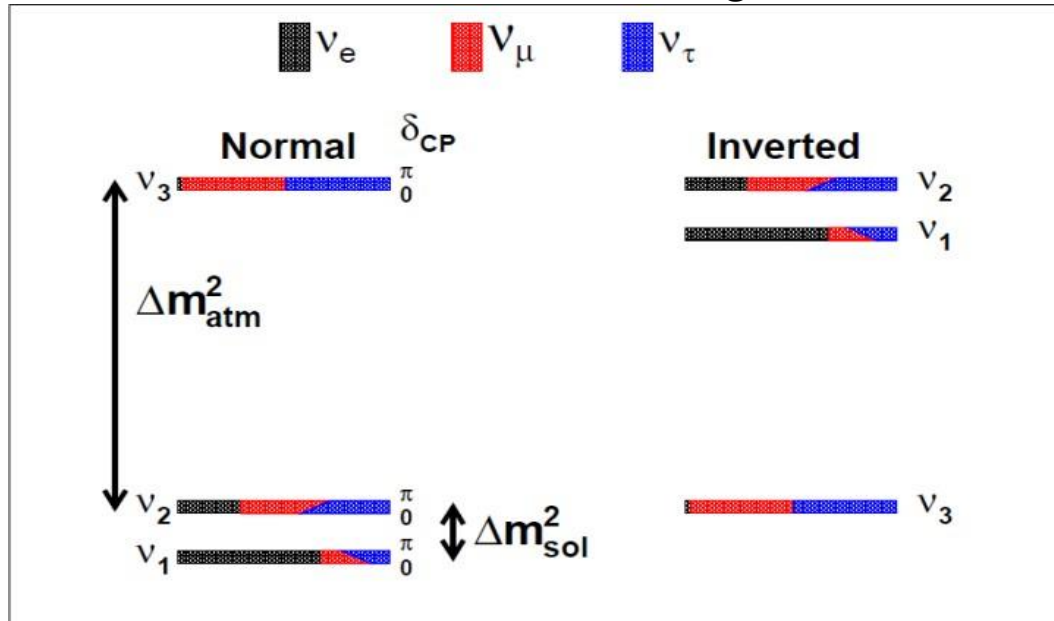 νe νμ ντ
Normal δCP Inverted
ν3 π 0 ν2
ν1
Δm²atm
ν2 π 0 Δm²sol ν3
ν1 π 0